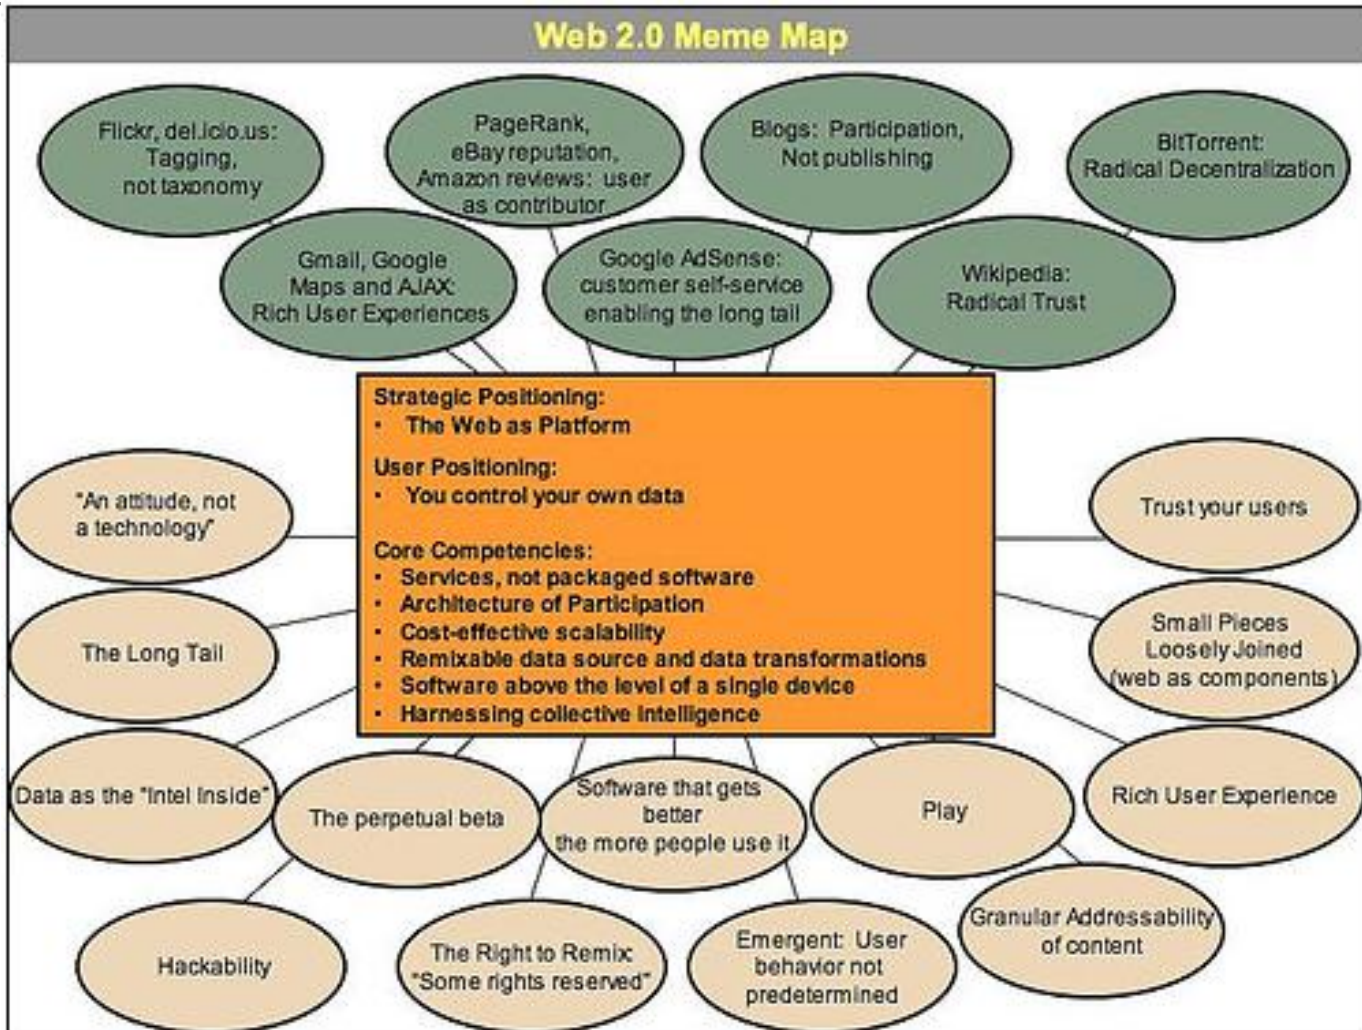 Web 2.0 Meme Map
Flickr, del.icio.us:
Tagging,
not taxonomy
PageRank,
eBay reputation,
Amazon reviews: user
as contributor
Blogs: Participation,
Not publishing
BitTorrent:
Radical Decentralization
Gmail, Google
Maps and AJAX:
Rich User Experiences
Google AdSense:
customer self-service
enabling the long tail
Wikipedia:
Radical Trust
Strategic Positioning:
• The Web as Platform
User Positioning:
• You control your own data
Core Competencies:
• Services, not packaged software
• Architecture of Participation
• Cost-effective scalability
• Remixable data source and data transformations
• Software above the level of a single device
• Harnessing collective intelligence
"An attitude, not
a technology"
Trust your users
The Long Tail
Small Pieces
Loosely Joined
(web as components)
Data as the "Intel Inside"
The perpetual beta
Software that gets
better
the more people use it
Play
Rich User Experience
Hackability
The Right to Remix:
"Some rights reserved"
Emergent: User
behavior not
predetermined
Granular Addressability
of content